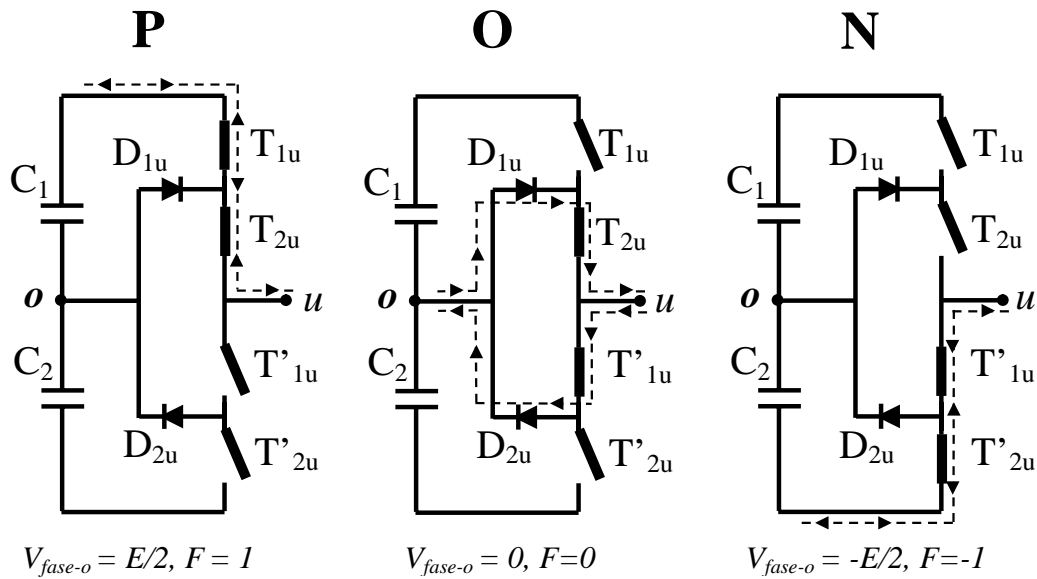 P
O
N
T1u
D1u
C1
T2u
o
u
C2
T'1u
D2u
T'2u
Vfase-o = E/2, F = 1
T1u
D1u
C1
T2u
o
u
C2
T'1u
D2u
T'2u
Vfase-o = 0, F=0
T1u
D1u
C1
T2u
o
u
C2
T'1u
D2u
T'2u
Vfase-o = -E/2, F=-1